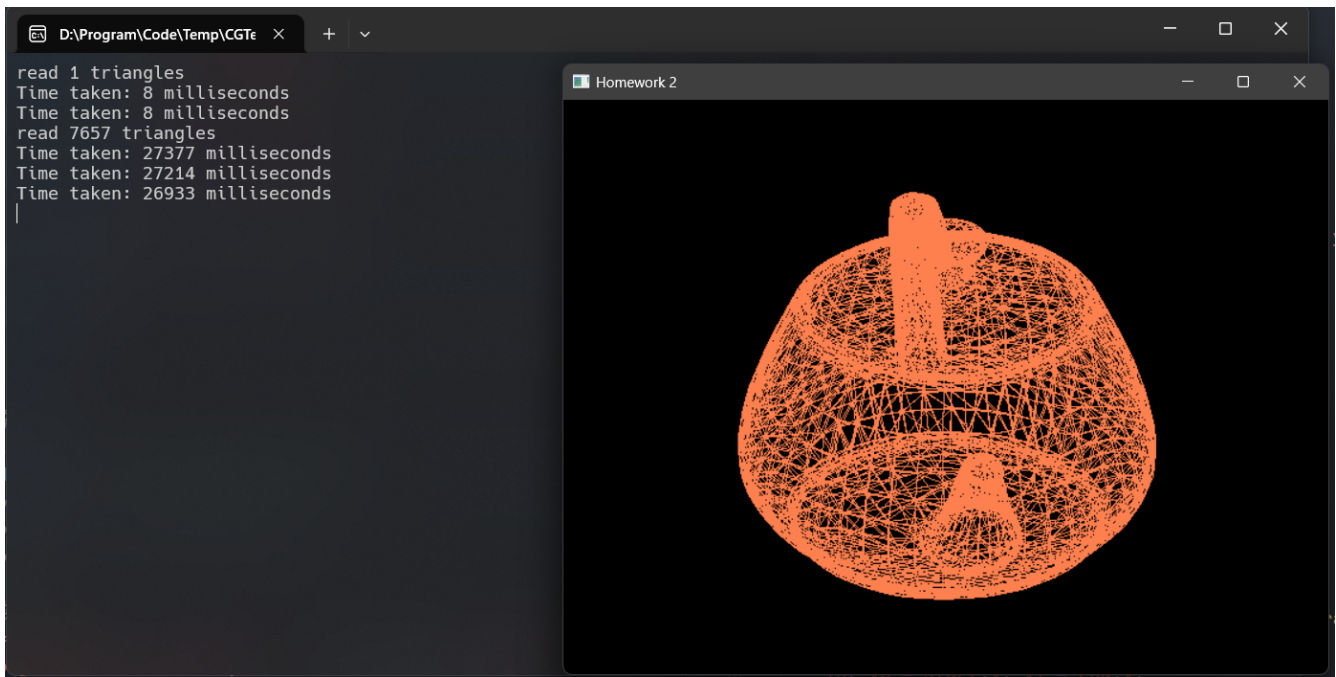 D:\Program\Code\Temp\CGTe
read 1 triangles
Time taken: 8 milliseconds
Time taken: 8 milliseconds
read 7657 triangles
Time taken: 27377 milliseconds
Time taken: 27214 milliseconds
Time taken: 26933 milliseconds
Homework 2